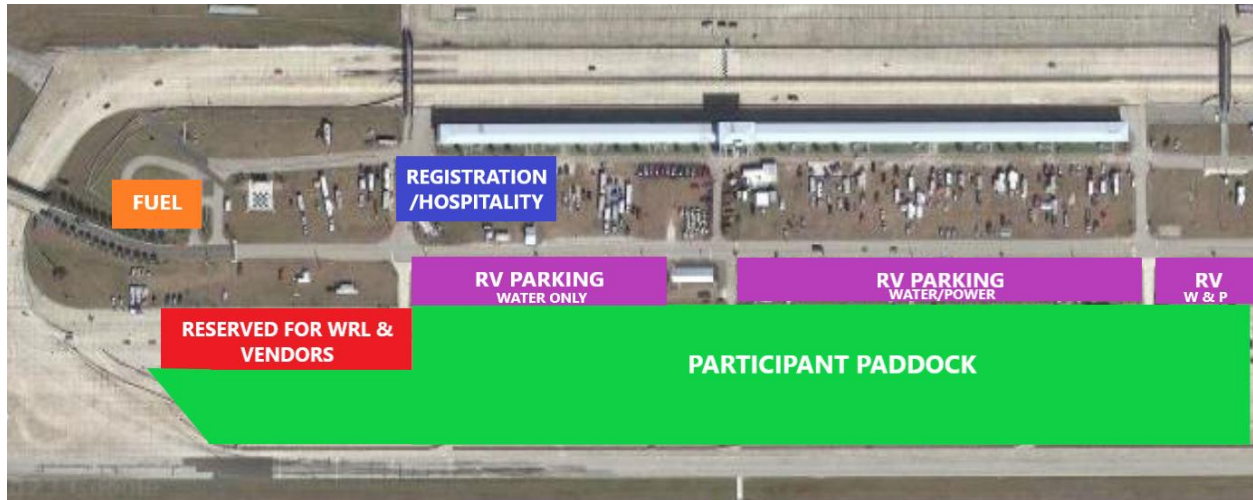 FUEL
REGISTRATION
/HOSPITALITY
RV PARKING
WATER ONLY
RV PARKING
WATER/POWER
RV
W & P
RESERVED FOR WRL &
VENDORS
PARTICIPANT PADDOCK